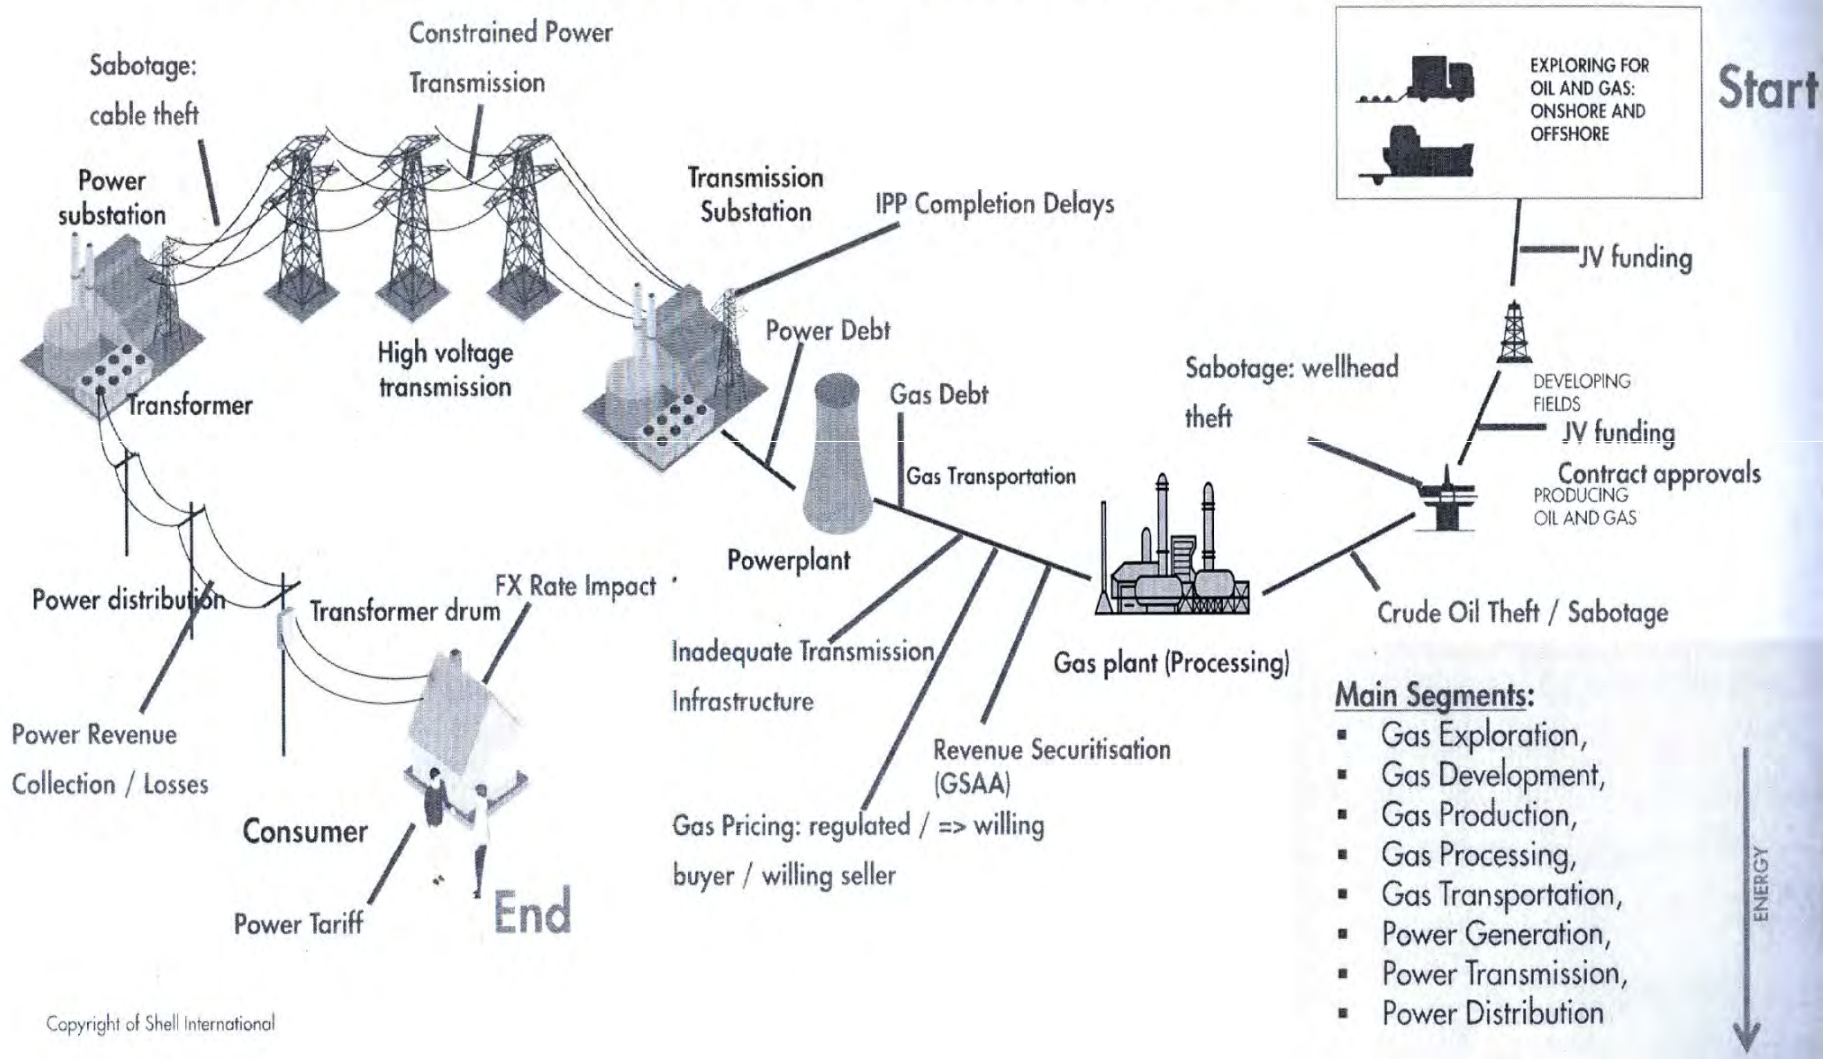 Constrained Power
Transmission
Sabotage:
cable theft
EXPLORING FOR
OIL AND GAS:
ONSHORE AND
OFFSHORE
Start
Power
substation
Transmission
Substation
IPP Completion Delays
JV funding
High voltage
transmission
Power Debt
Transformer
Gas Debt
Sabotage: wellhead
theft
DEVELOPING
FIELDS
JV funding
Contract approvals
PRODUCING
OIL AND GAS
Gas Transportation
Powerplant
Power distribution
Transformer drum
FX Rate Impact
Inadequate Transmission
Infrastructure
Gas plant (Processing)
Crude Oil Theft / Sabotage
Power Revenue
Collection / Losses
Revenue Securitisation
(GSAA)
Gas Pricing: regulated / => willing
buyer / willing seller
Consumer
Power Tariff
End
Main Segments:
▪ Gas Exploration,
▪ Gas Development,
▪ Gas Production,
▪ Gas Processing,
▪ Gas Transportation,
▪ Power Generation,
▪ Power Transmission,
▪ Power Distribution
ENERGY
Copyright of Shell International